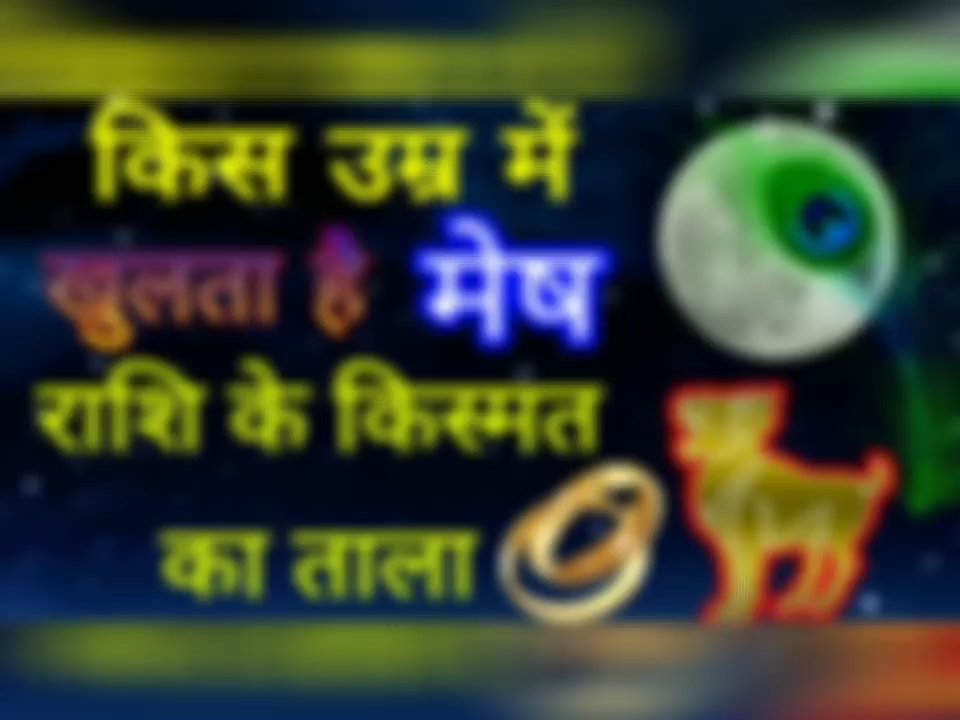 किस उम्र में
खुलता है मेष
राशि के किस्मत
का ताला